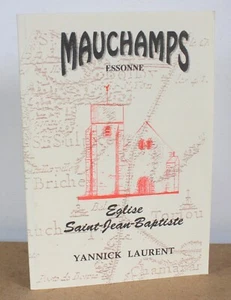 MAUCHAMPS
ESSONNE
Eglise
Saint-Jean-Baptiste
YANNICK LAURENT